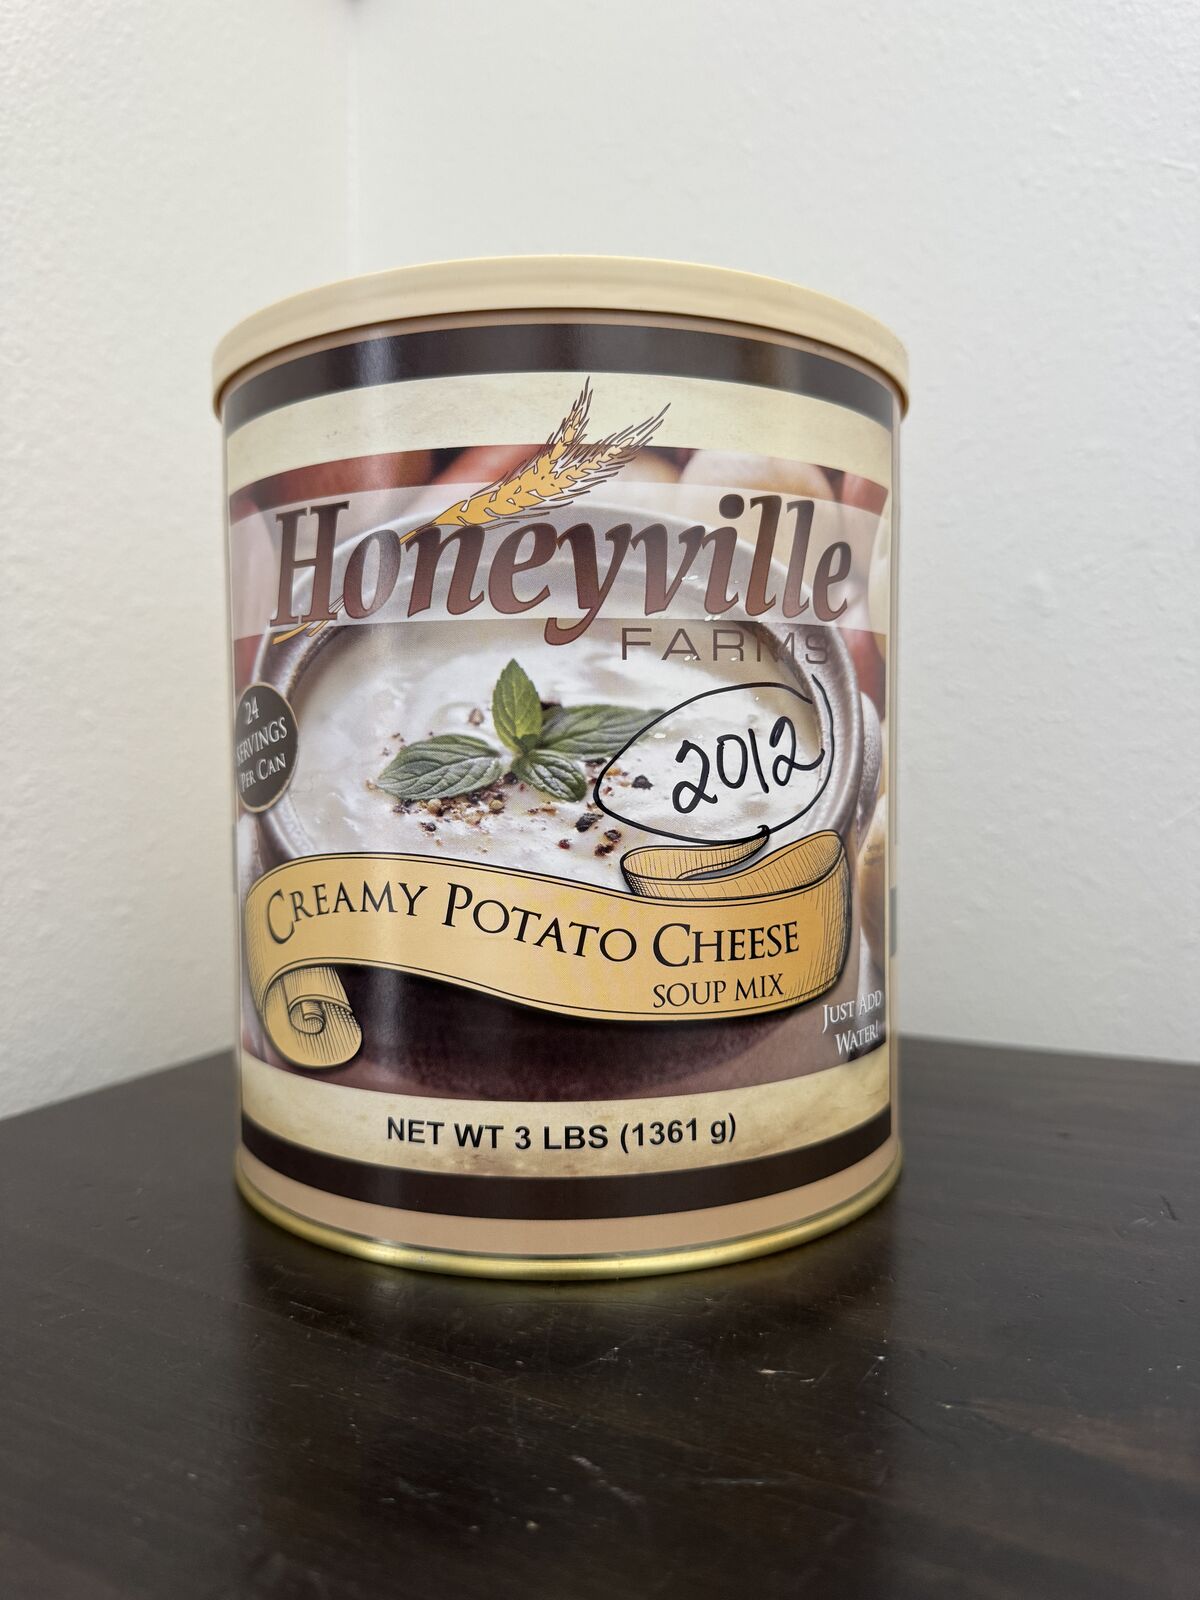 Honeyville
FARMS
24
SERVINGS
PER CAN
2012
CREAMY POTATO CHEESE
SOUP MIX
JUST ADD
WATER!
NET WT 3 LBS (1361 g)